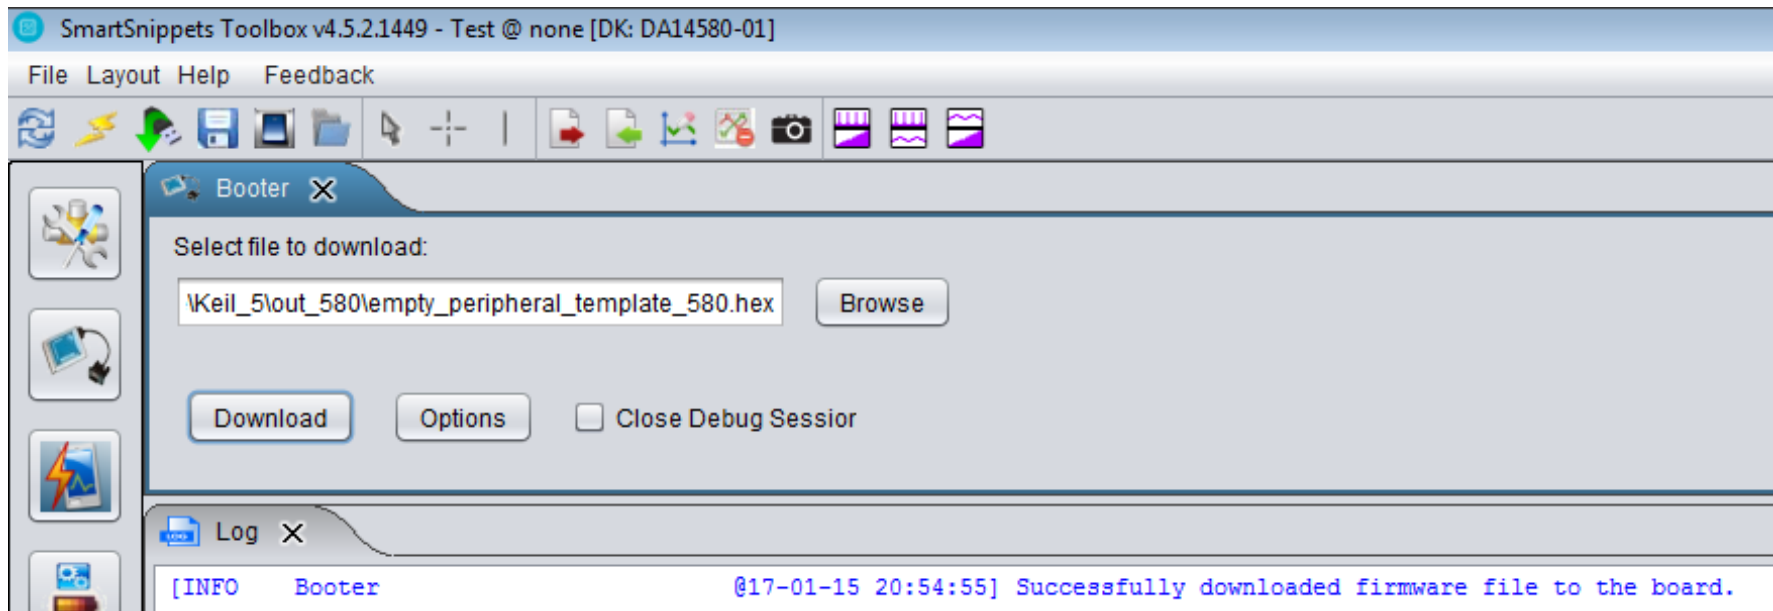 SmartSnippets Toolbox v4.5.2.1449 - Test @ none [DK: DA14580-01]
File Layout Help Feedback
Booter
Select file to download:
\Keil_5\out_580\empty_peripheral_template_580.hex Browse
Download Options Close Debug Sessior
Log
[INFO Booter @17-01-15 20:54:55] Successfully downloaded firmware file to the board.